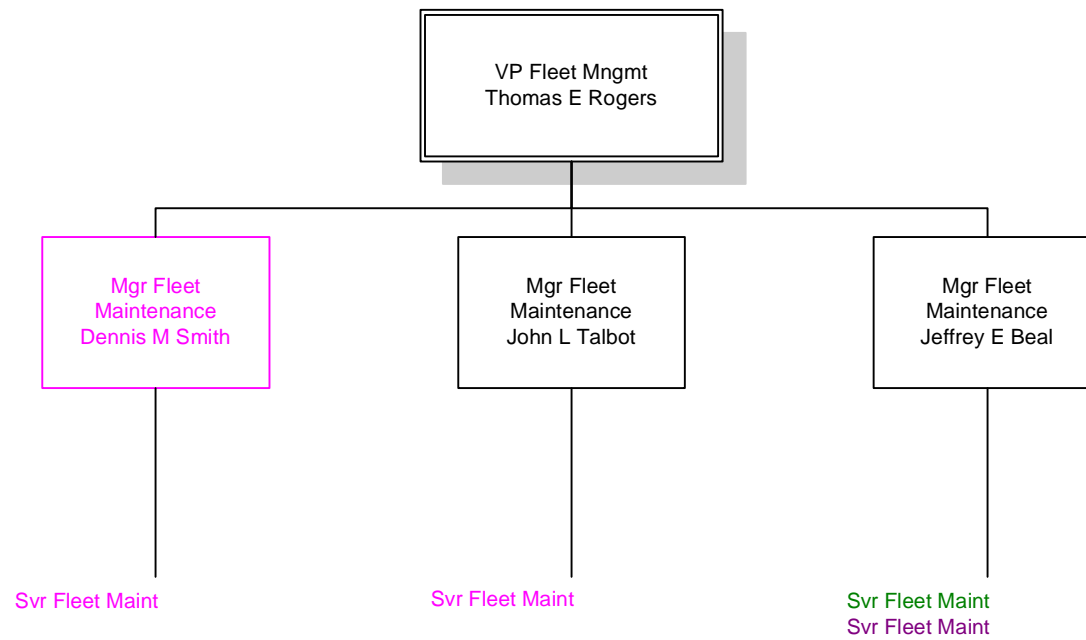 VP Fleet Mngmt
Thomas E Rogers
Mgr Fleet
Maintenance
Dennis M Smith
Mgr Fleet
Maintenance
John L Talbot
Mgr Fleet
Maintenance
Jeffrey E Beal
Svr Fleet Maint
Svr Fleet Maint
Svr Fleet Maint
Svr Fleet Maint